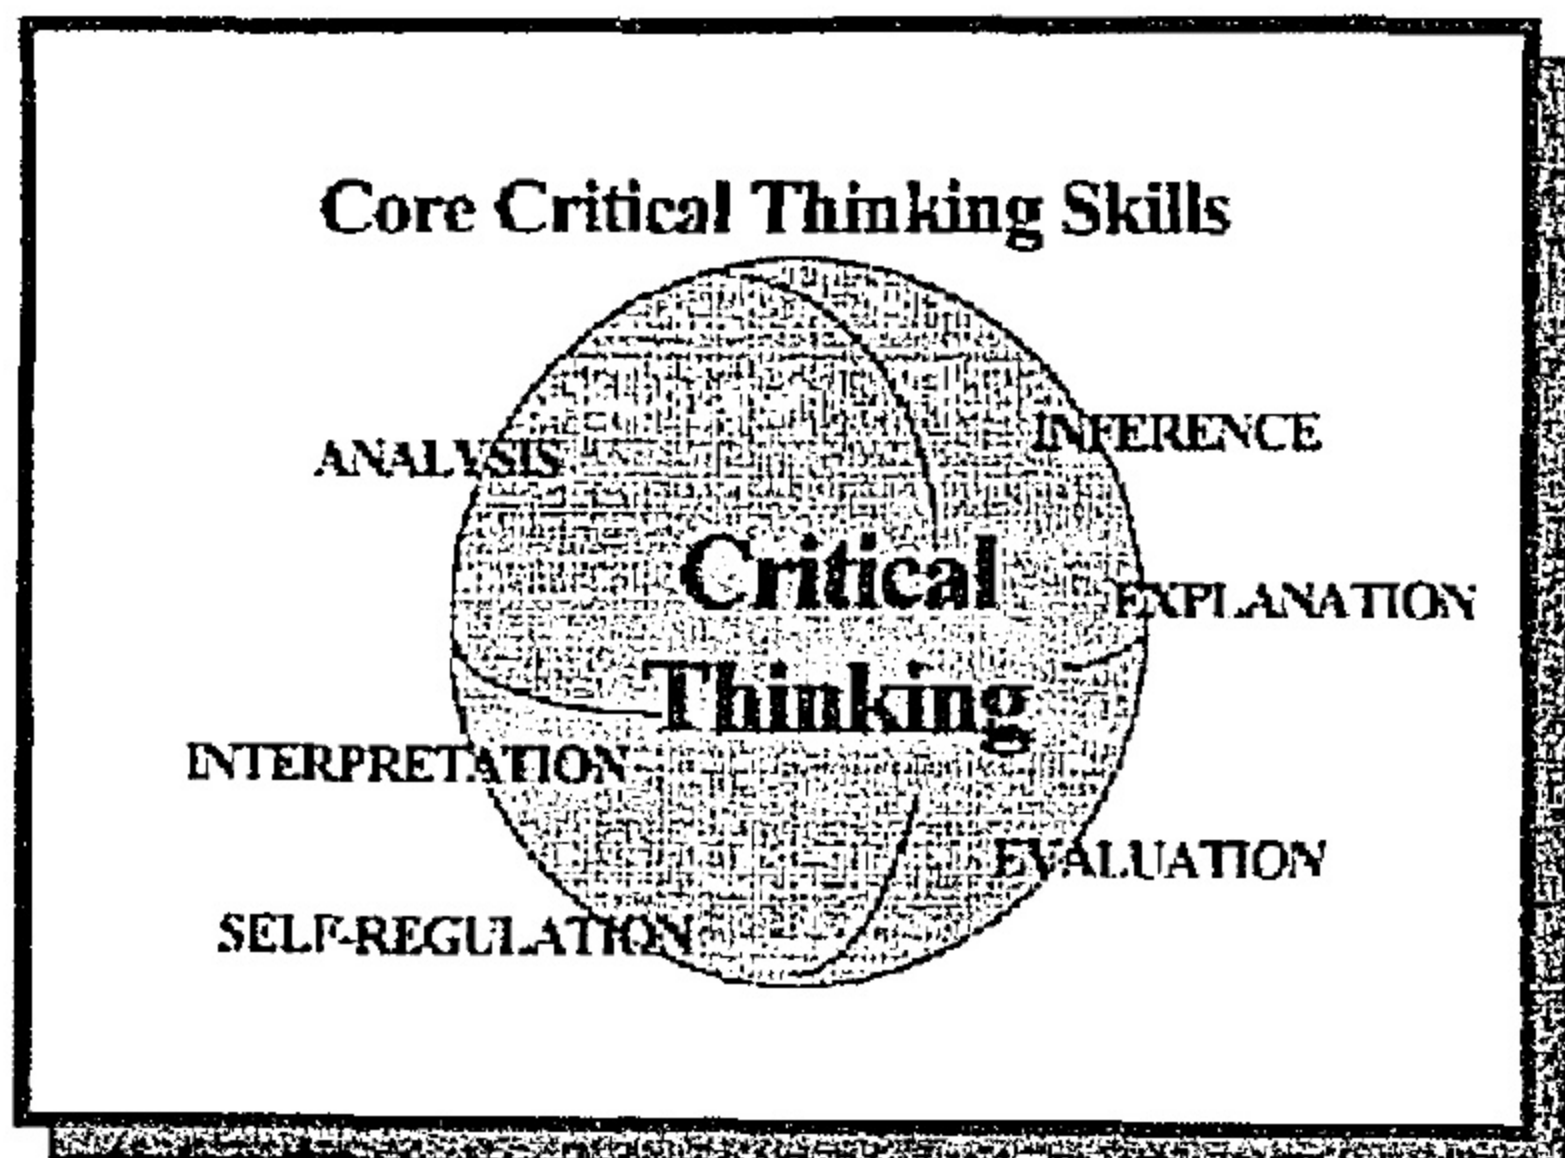 Core Critical Thinking Skills
ANALYSIS
INFERENCE
Critical
Thinking
EXPLANATION
INTERPRETATION
EVALUATION
SELF-REGULATION